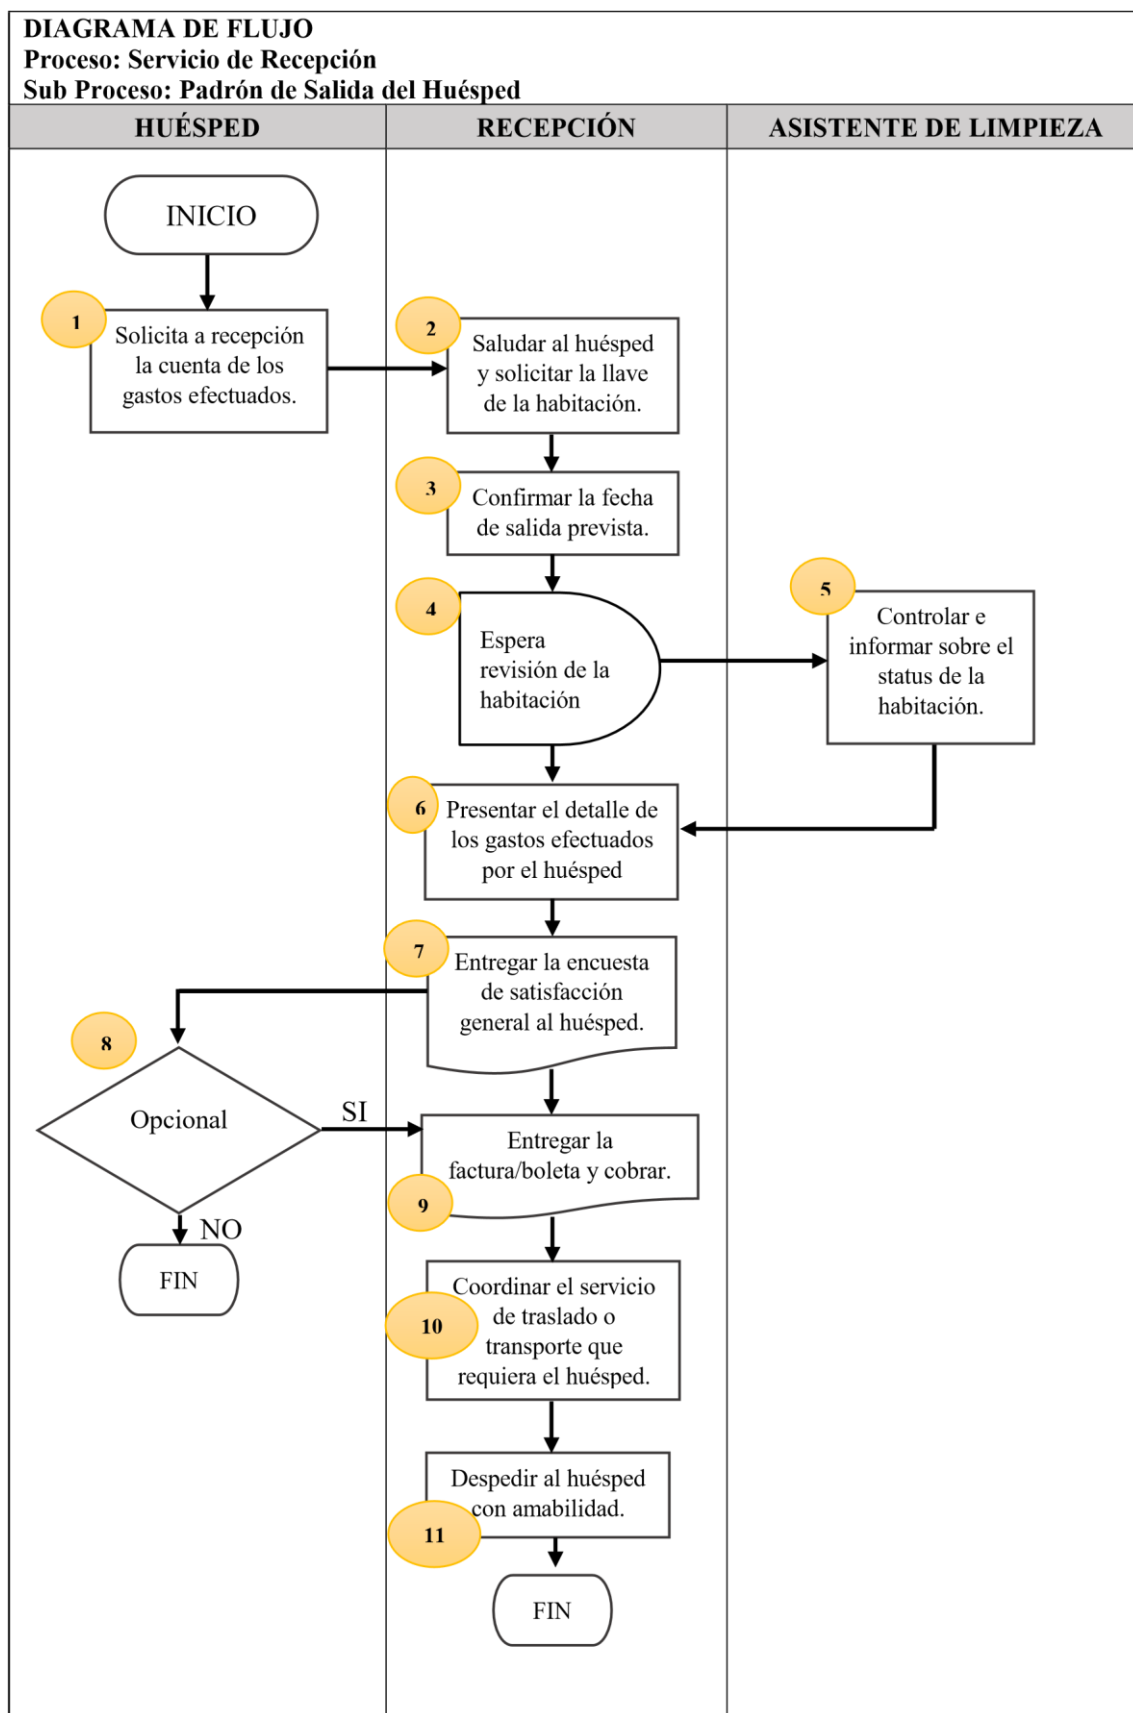 DIAGRAMA DE FLUJO
Proceso: Servicio de Recepción
Sub Proceso: Padrón de Salida del Huésped
HUÉSPED
RECEPCIÓN
ASISTENTE DE LIMPIEZA
INICIO
1
Solicita a recepción
la cuenta de los
gastos efectuados.
2
Saludar al huésped
y solicitar la llave
de la habitación.
3
Confirmar la fecha
de salida prevista.
4
Espera
revisión de la
habitación
5
Controlar e
informar sobre el
status de la
habitación.
6
Presentar el detalle de
los gastos efectuados
por el huésped
7
Entregar la encuesta
de satisfacción
general al huésped.
8
Opcional
SI
NO
FIN
Entregar la
factura/boleta y cobrar.
9
Coordinar el servicio
de traslado o
transporte que
requiera el huésped.
10
Despedir al huésped
con amabilidad.
11
FIN